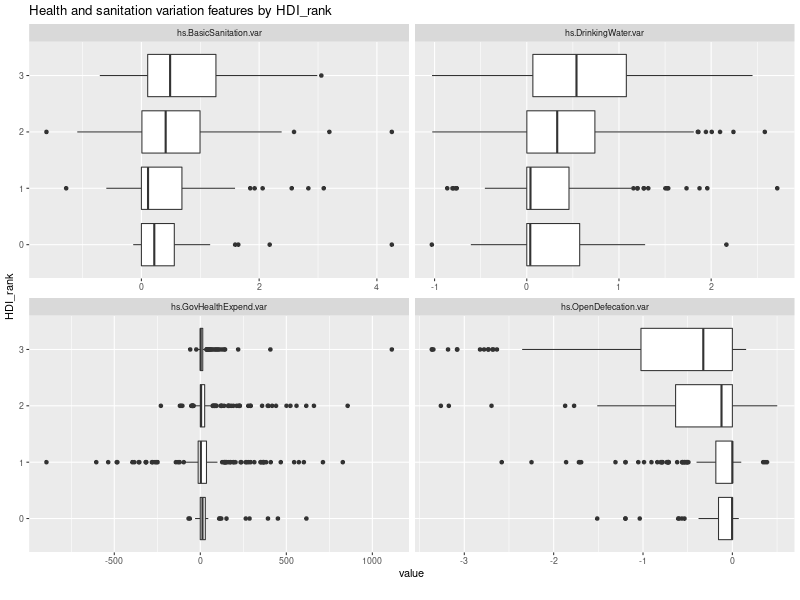 Health and sanitation variation features by HDI_rank
hs.BasicSanitation.var
hs.DrinkingWater.var
3
2
1
0
0 2 4
-1 0 1 2
HDI_rank
hs.GovHealthExpend.var
hs.OpenDefecation.var
3
2
1
0
-500 0 500 1000
-3 -2 -1 0
value